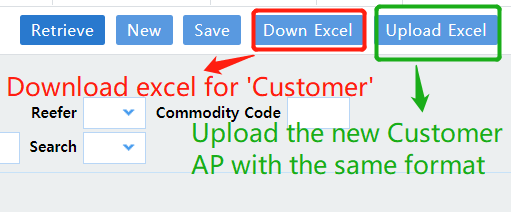 Retrieve New Save Down Excel Upload Excel
Download excel for 'Customer'
Reefer Commodity Code
Upload the new Customer
Search
AP with the same format